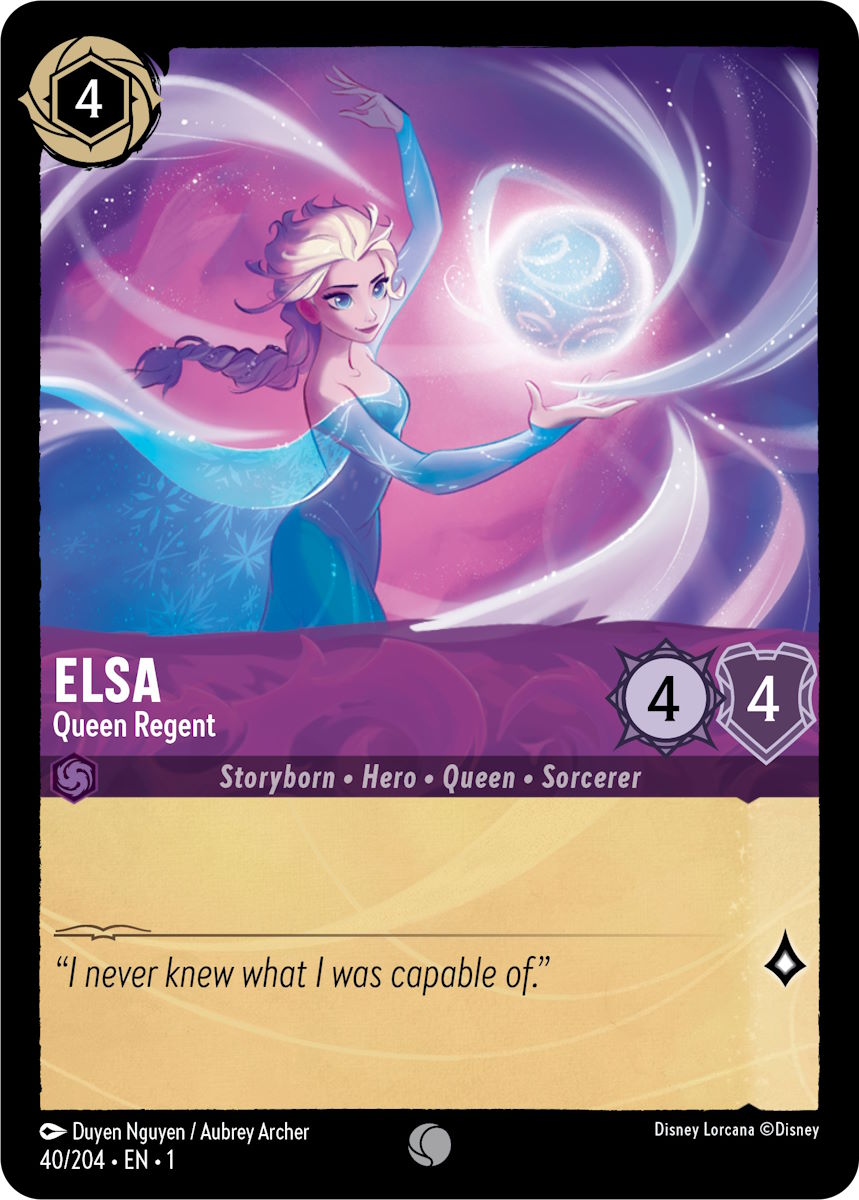 4
ELSA
Queen Regent
4
4
Storyborn • Hero • Queen • Sorcerer
“I never knew what I was capable of.”
Duyen Nguyen / Aubrey Archer
Disney Lorcana ©Disney
40/204 • EN • 1